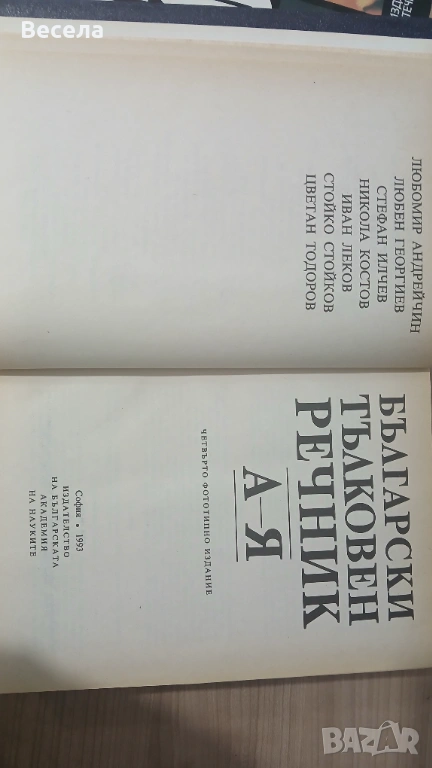 Весела
ЛЮБОМИР АНДРЕЙЧИН
ЛЮБЕН ГЕОРГИЕВ
СТЕФАН ИЛЧЕВ
НИКОЛА КОСТОВ
ИВАН ЛЕКОВ
СТОЙКО СТОЙКОВ
ЦВЕТАН ТОДОРОВ
БЪЛГАРСКИ
ТЪЛКОВЕН
РЕЧНИК
А–Я
ЧЕТВЪРТО ФОТОТИПНО ИЗДАНИЕ
София • 1993
ИЗДАТЕЛСТВО
НА БЪЛГАРСКАТА
АКАДЕМИЯ
НА НАУКИТЕ
BAZAR